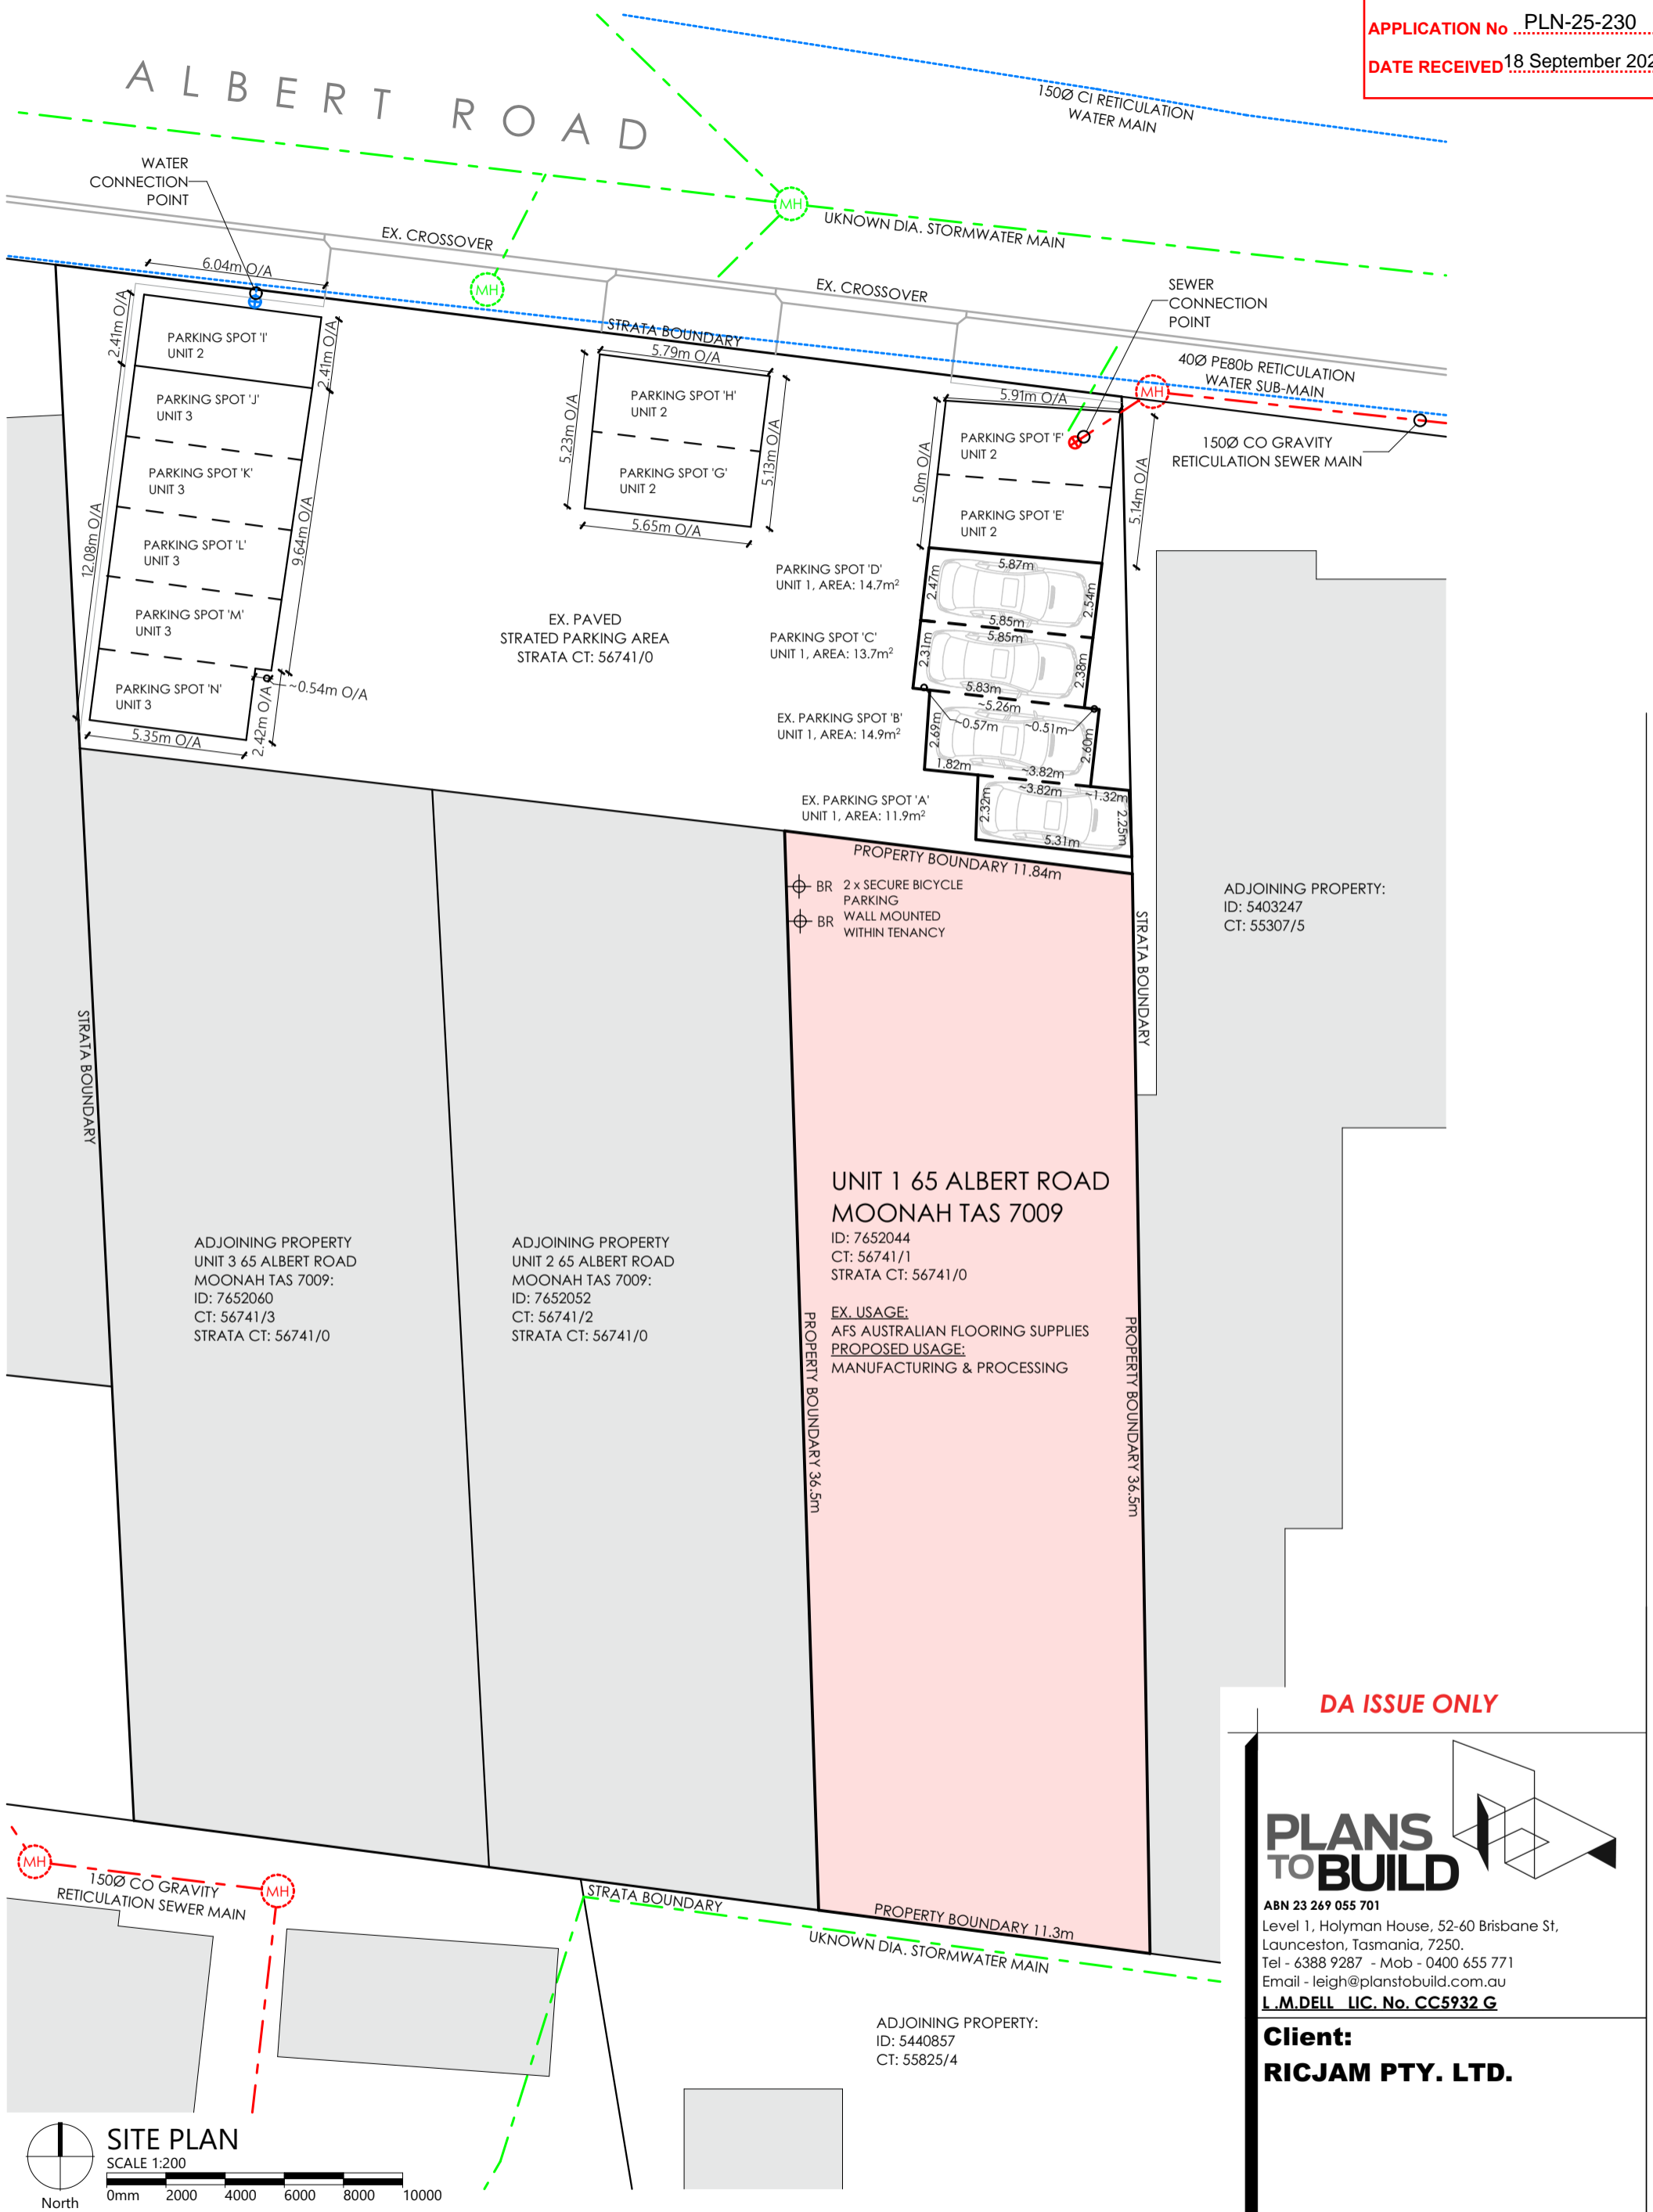 APPLICATION No PLN-25-230
DATE RECEIVED 18 September 202
ALBERT ROAD
150Ø CI RETICULATION
WATER MAIN
WATER
CONNECTION
POINT
MH
UKNOWN DIA. STORMWATER MAIN
EX. CROSSOVER
6.04m O/A
MH
EX. CROSSOVER
SEWER
CONNECTION
POINT
STRATA BOUNDARY
40Ø PE80b RETICULATION
WATER SUB-MAIN
MH
150Ø CO GRAVITY
RETICULATION SEWER MAIN
2.41m O/A
2.41m O/A
PARKING SPOT 'I'
UNIT 2
PARKING SPOT 'J'
UNIT 3
PARKING SPOT 'K'
UNIT 3
PARKING SPOT 'L'
UNIT 3
PARKING SPOT 'M'
UNIT 3
PARKING SPOT 'N'
UNIT 3
12.08m O/A
9.64m O/A
~0.54m O/A
2.42m O/A
5.35m O/A
5.79m O/A
5.23m O/A
PARKING SPOT 'H'
UNIT 2
PARKING SPOT 'G'
UNIT 2
5.13m O/A
5.65m O/A
5.91m O/A
5.0m O/A
PARKING SPOT 'F'
UNIT 2
PARKING SPOT 'E'
UNIT 2
5.14m O/A
PARKING SPOT 'D'
UNIT 1, AREA: 14.7m²
2.47m
5.87m
2.54m
5.85m
PARKING SPOT 'C'
UNIT 1, AREA: 13.7m²
2.31m
5.85m
2.38m
5.83m
EX. PARKING SPOT 'B'
UNIT 1, AREA: 14.9m²
~5.26m
~0.57m
~0.51m
2.69m
2.60m
1.82m
~3.82m
EX. PARKING SPOT 'A'
UNIT 1, AREA: 11.9m²
~3.82m
~1.32m
2.32m
2.25m
5.31m
EX. PAVED
STRATED PARKING AREA
STRATA CT: 56741/0
PROPERTY BOUNDARY 11.84m
BR
BR
2 x SECURE BICYCLE
PARKING
WALL MOUNTED
WITHIN TENANCY
ADJOINING PROPERTY:
ID: 5403247
CT: 55307/5
STRATA BOUNDARY
STRATA BOUNDARY
UNIT 1 65 ALBERT ROAD
MOONAH TAS 7009
ID: 7652044
CT: 56741/1
STRATA CT: 56741/0
EX. USAGE:
AFS AUSTRALIAN FLOORING SUPPLIES
PROPOSED USAGE:
MANUFACTURING & PROCESSING
ADJOINING PROPERTY
UNIT 3 65 ALBERT ROAD
MOONAH TAS 7009:
ID: 7652060
CT: 56741/3
STRATA CT: 56741/0
ADJOINING PROPERTY
UNIT 2 65 ALBERT ROAD
MOONAH TAS 7009:
ID: 7652052
CT: 56741/2
STRATA CT: 56741/0
PROPERTY BOUNDARY 36.5m
PROPERTY BOUNDARY 36.5m
DA ISSUE ONLY
PLANS
TO BUILD
ABN 23 269 055 701
Level 1, Holyman House, 52-60 Brisbane St,
Launceston, Tasmania, 7250.
Tel - 6388 9287 - Mob - 0400 655 771
Email - leigh@planstobuild.com.au
L .M.DELL LIC. No. CC5932 G
Client:
RICJAM PTY. LTD.
MH
150Ø CO GRAVITY
RETICULATION SEWER MAIN
MH
STRATA BOUNDARY
PROPERTY BOUNDARY 11.3m
UKNOWN DIA. STORMWATER MAIN
ADJOINING PROPERTY:
ID: 5440857
CT: 55825/4
SITE PLAN
SCALE 1:200
0mm 2000 4000 6000 8000 10000
North